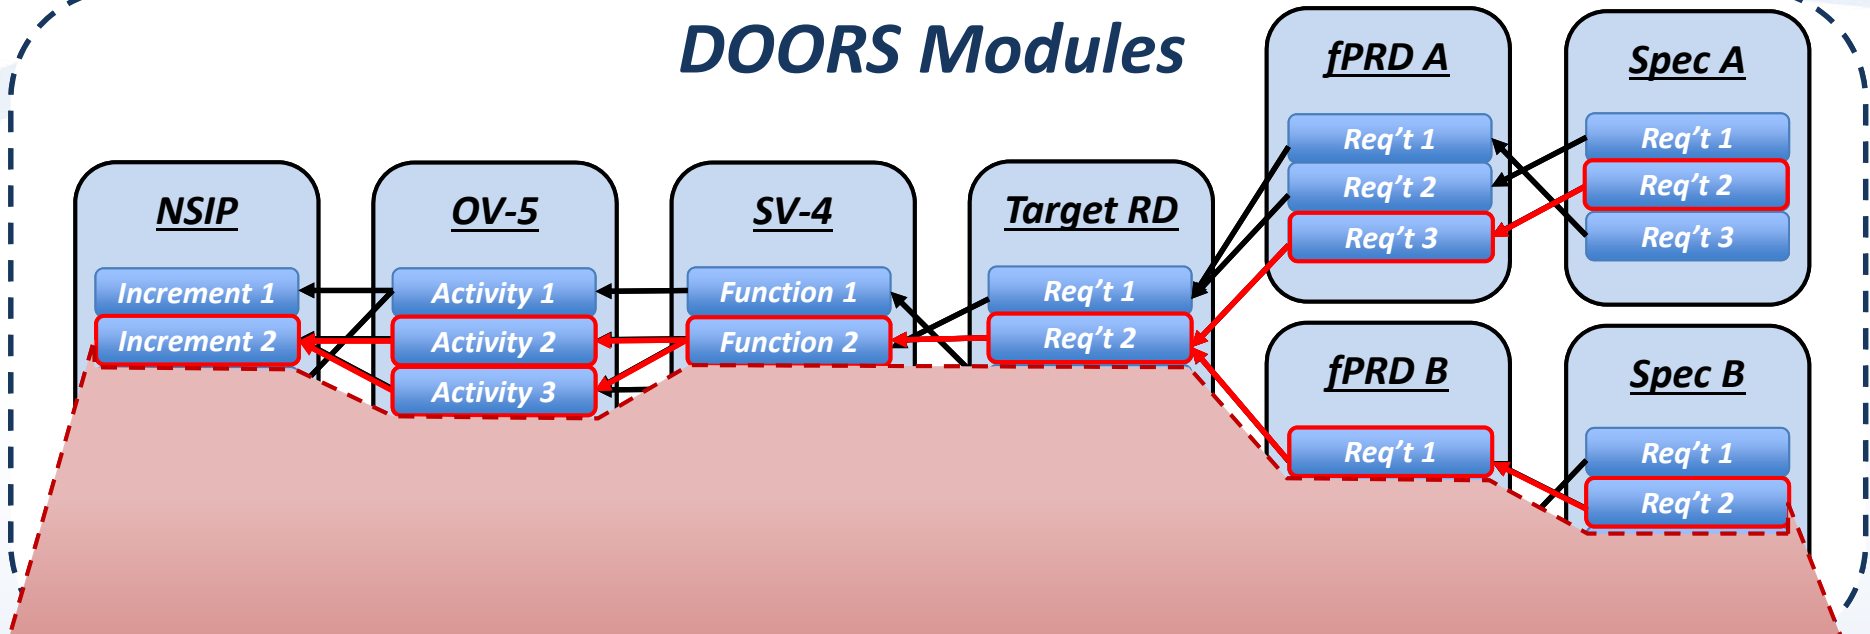 DOORS Modules
NSIP
Increment 1
Increment 2
OV-5
Activity 1
Activity 2
Activity 3
SV-4
Function 1
Function 2
Target RD
Req't 1
Req't 2
fPRD A
Req't 1
Req't 2
Req't 3
Spec A
Req't 1
Req't 2
Req't 3
fPRD B
Req't 1
Spec B
Req't 1
Req't 2